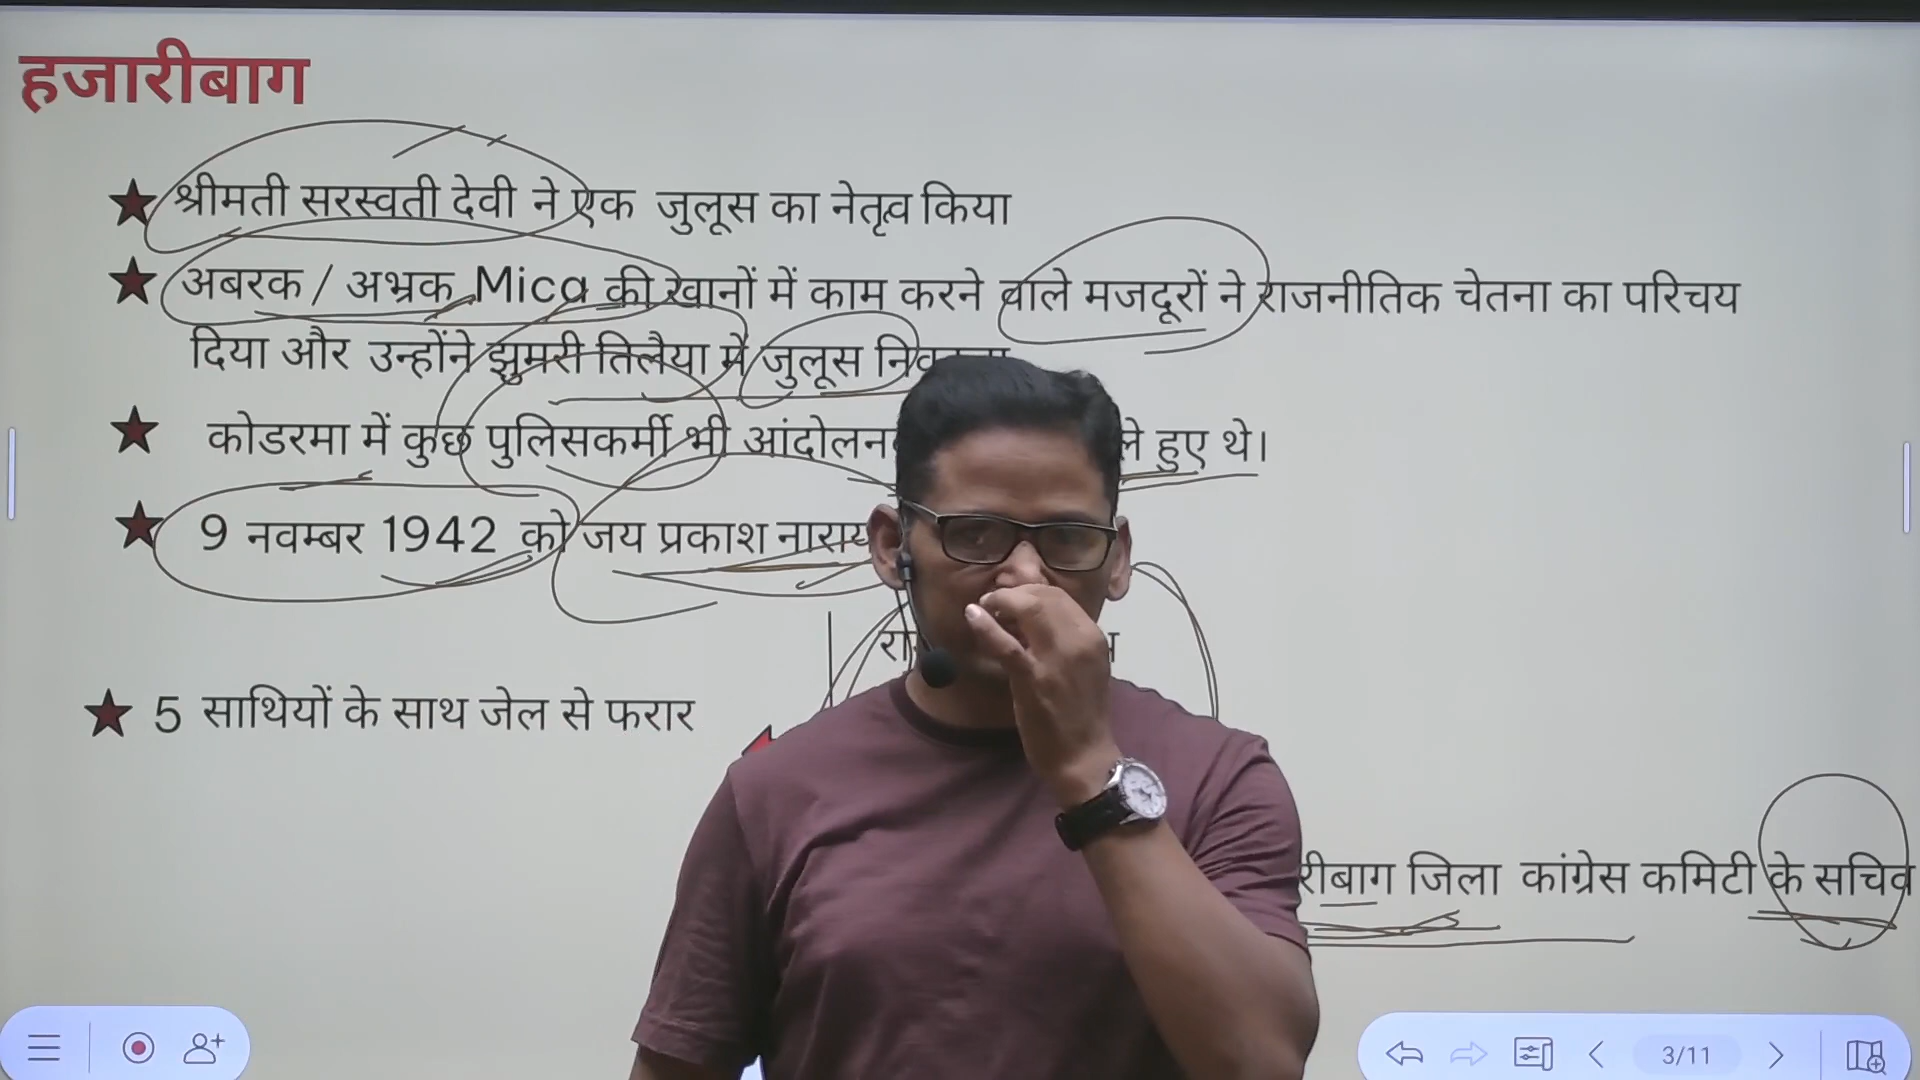 हजारीबाग
श्रीमती सरस्वती देवी ने एक जुलूस का नेतृत्व किया
अबरक / अभ्रक Mica की खानों में काम करने वाले मजदूरों ने राजनीतिक चेतना का परिचय
दिया और उन्होंने झुमरी तिलैया में जुलूस
कोडरमा में कुछ पुलिसकर्मी भी हुए थे।
9 नवम्बर 1942 को जय प्रकाश
5 साथियों के साथ जेल से फरार
जिला कांग्रेस कमिटी के सचिव
3/11